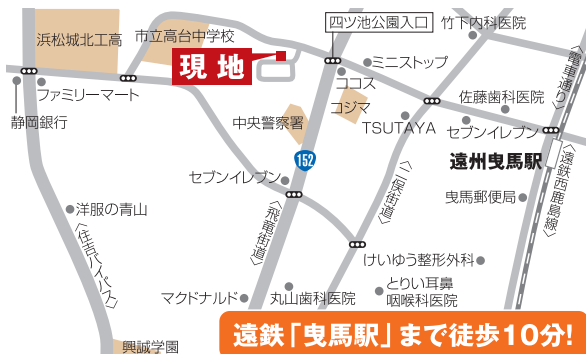 四ツ池公園入口
竹下内科医院
市立高台中学校
浜松城北工高
現地
ミニストップ
〈電車通り〉
ココス
ファミリーマート
コジマ
佐藤歯科医院
静岡銀行
中央警察署
TSUTAYA
セブンイレブン
152
遠州曳馬駅
セブンイレブン
〈二俣街道〉
曳馬郵便局
〈遠鉄西鹿島線〉
洋服の青山
〈飛竜街道〉
〈住吉バイパス〉
けいゆう整形外科
マクドナルド
丸山歯科医院
とりい耳鼻
咽喉科医院
遠鉄「曳馬駅」まで徒歩10分!
興誠学園